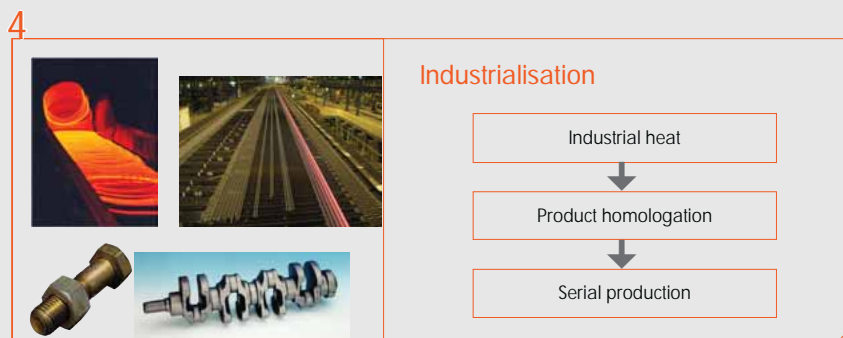 4
Industrialisation
Industrial heat
Product homologation
Serial production